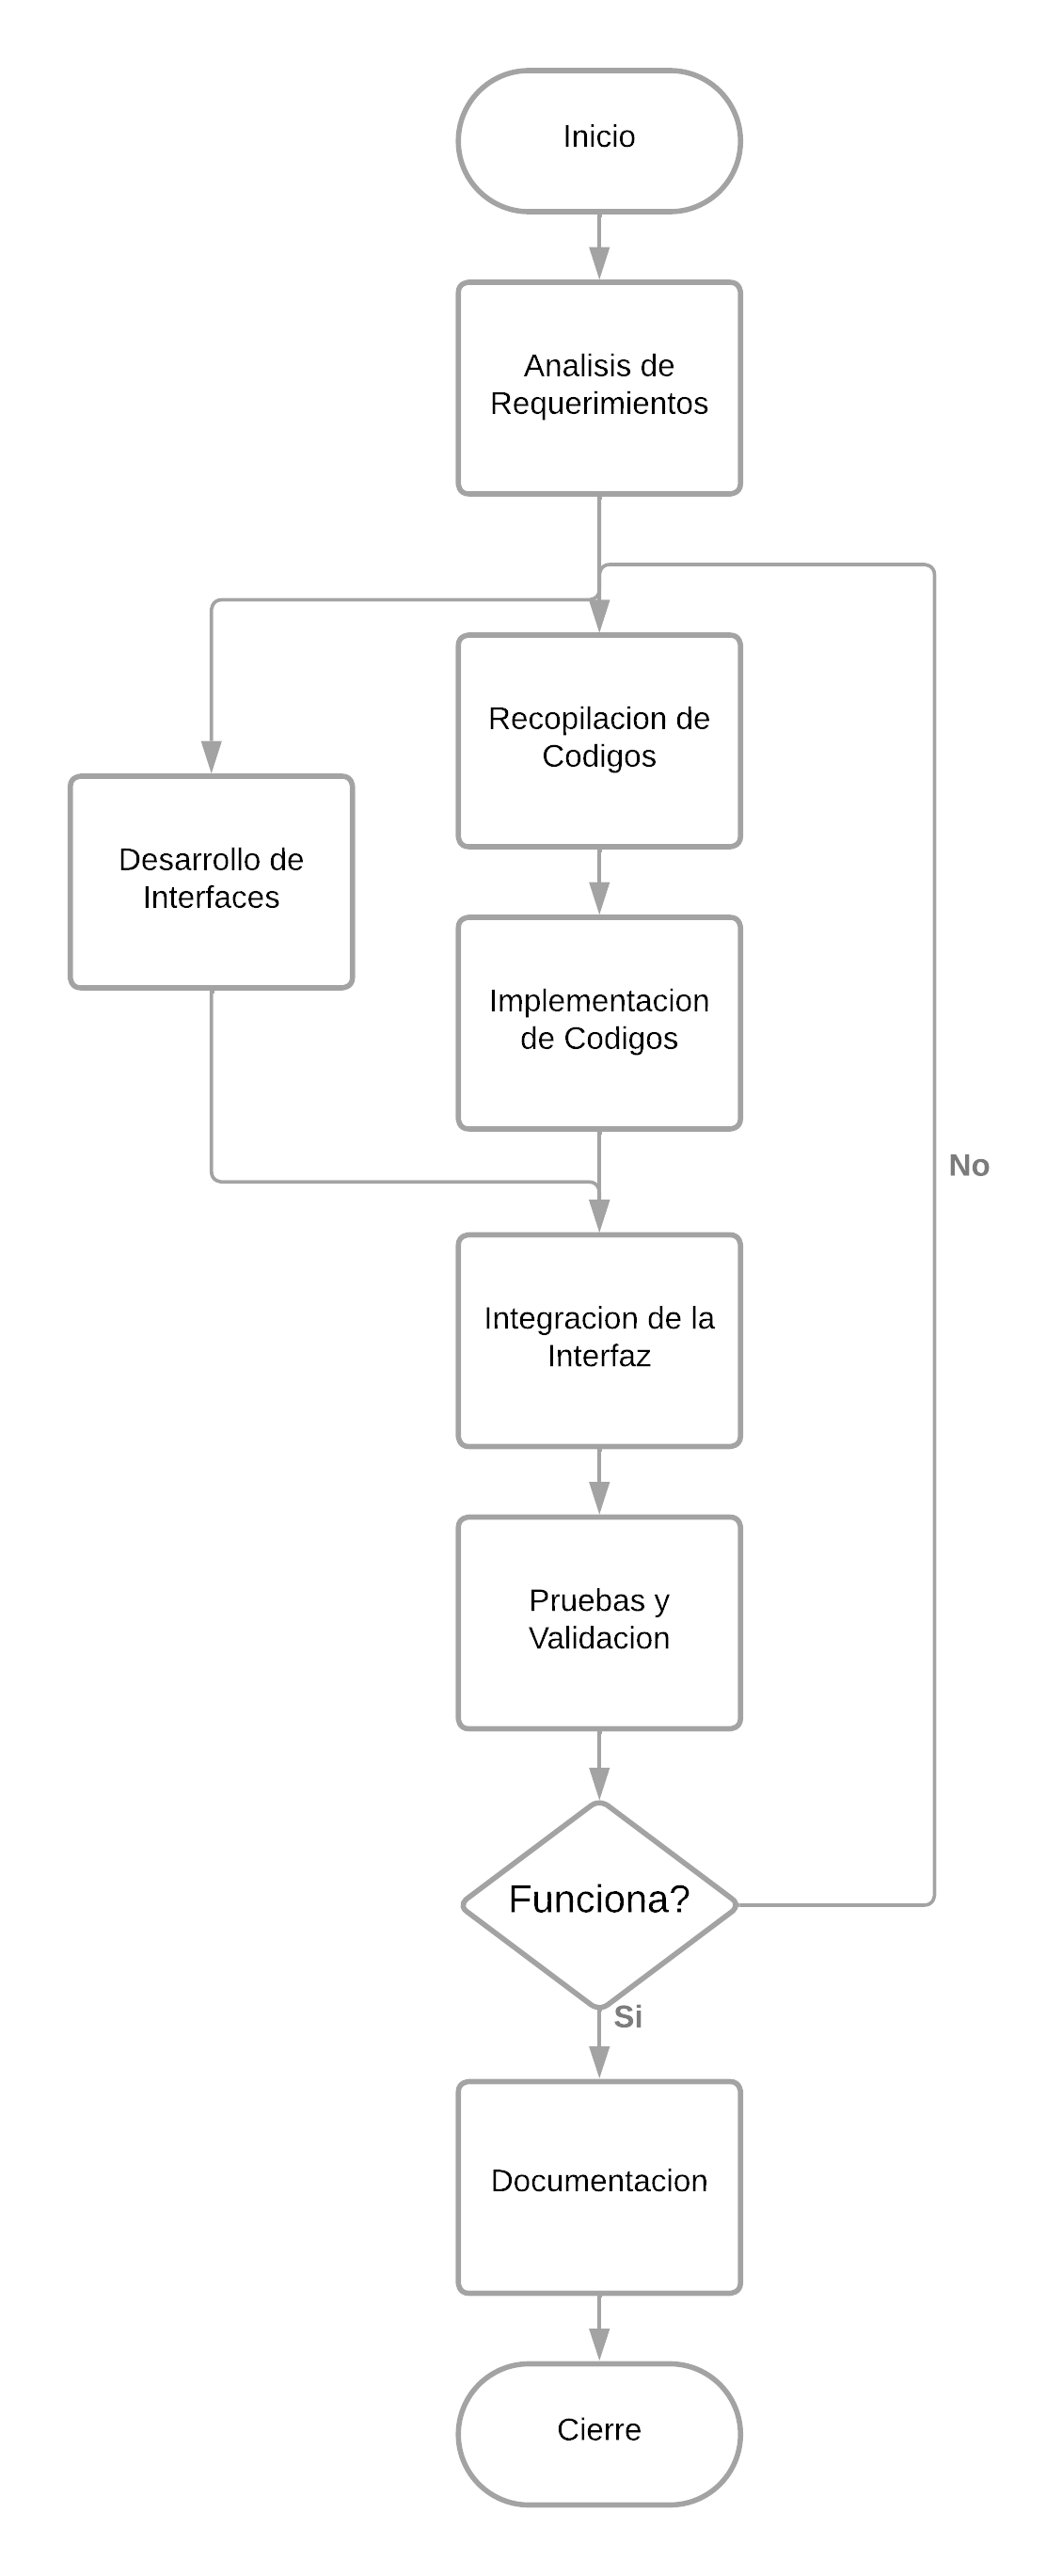 Inicio
Analisis de
Requerimientos
Recopilacion de
Codigos
Desarrollo de
Interfaces
Implementacion
de Codigos
No
Integracion de la
Interfaz
Pruebas y
Validacion
Funciona?
Si
Documentacion
Cierre